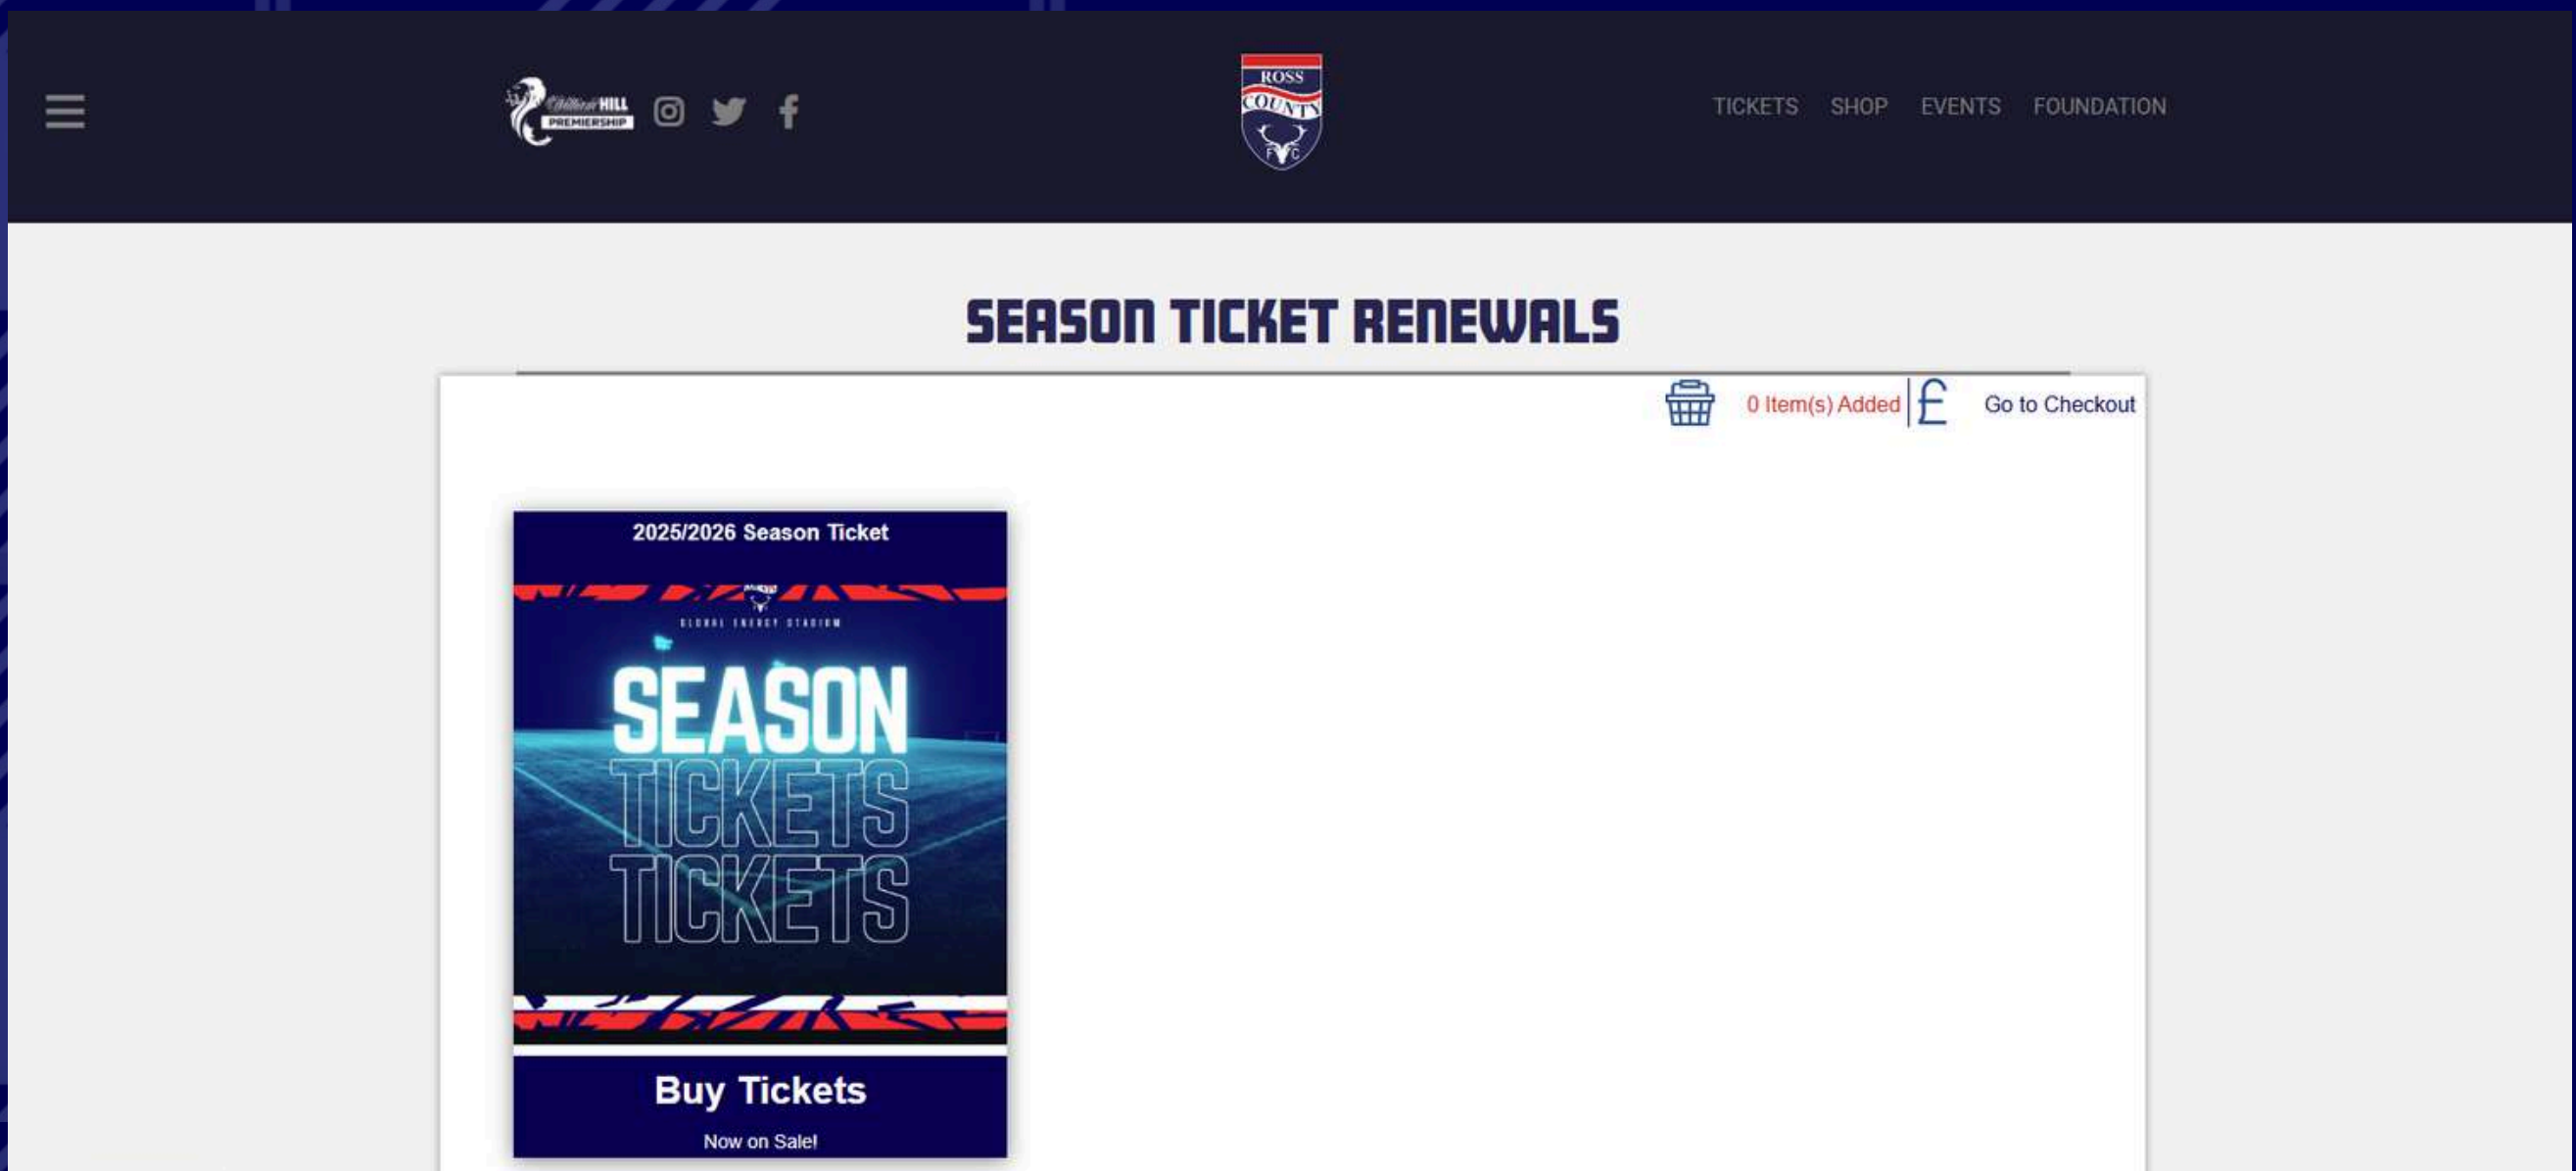 William HILL
PREMIERSHIP
ROSS
COUNTY
F C
TICKETS SHOP EVENTS FOUNDATION
SEASON TICKET RENEWALS
0 Item(s) Added £ Go to Checkout
2025/2026 Season Ticket
GLOBAL ENERGY STADIUM
SEASON
TICKETS
TICKETS
Buy Tickets
Now on Sale!